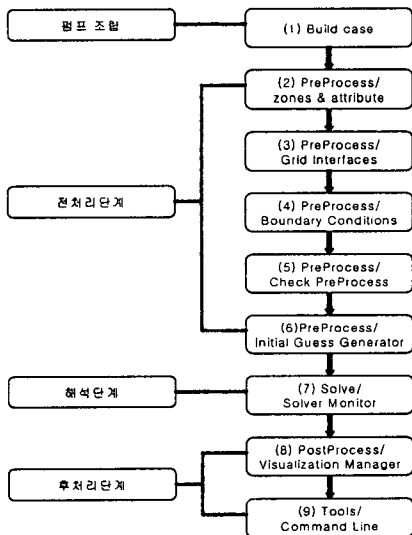 펌프 조립
(1) Build case
(2) PreProcess/
zones & attribute
(3) PreProcess/
Grid Interfaces
전처리단계
(4) PreProcess/
Boundary Conditions
(5) PreProcess/
Check PreProcess
(6)PreProcess/
Initial Guess Generator
해석단계
(7) Solve/
Solver Monitor
(8) PostProcess/
Visualization Manager
후처리단계
(9) Tools/
Command Line